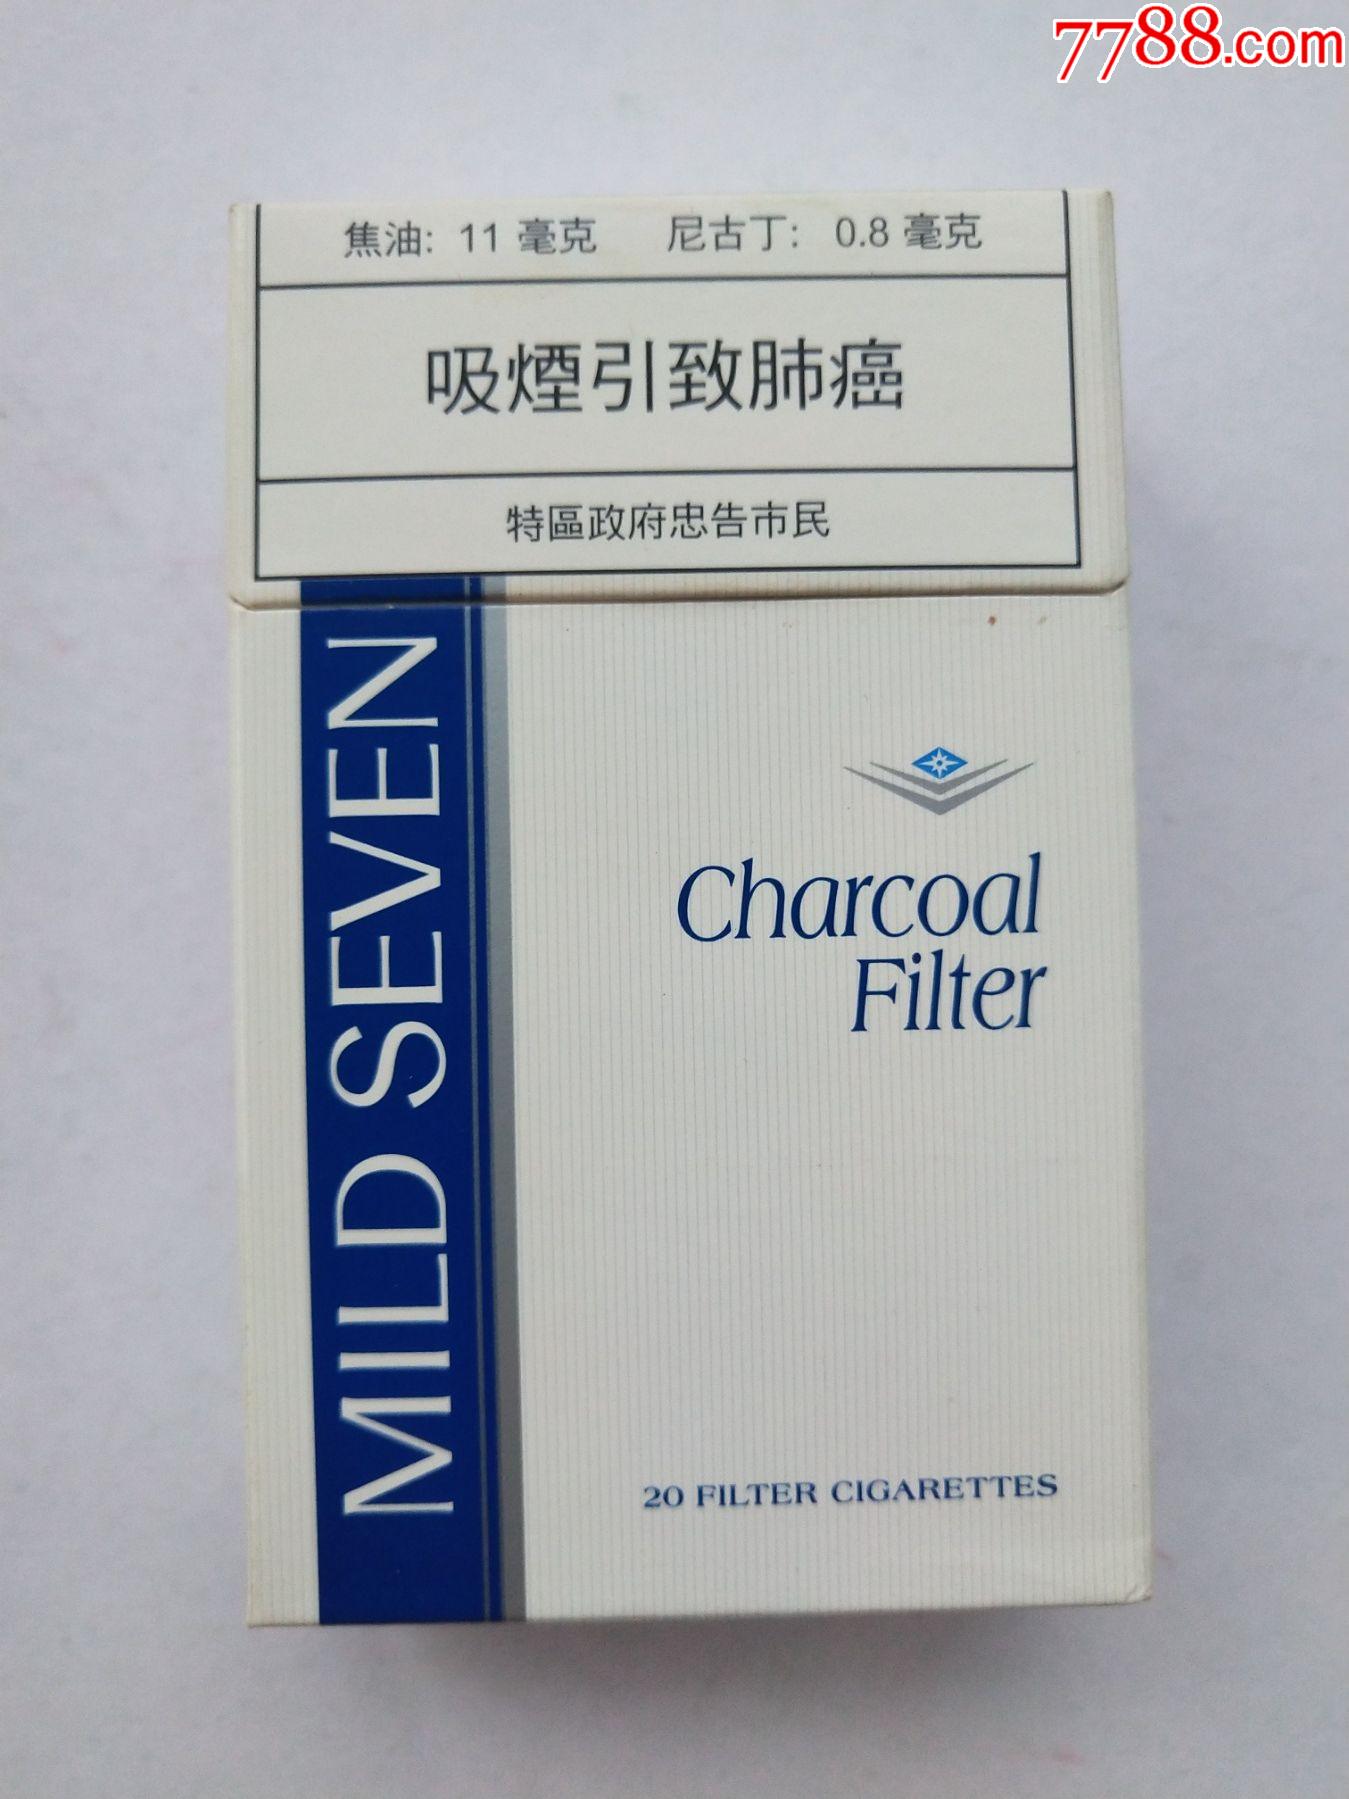 7788.com
焦油: 11 毫克 尼古丁: 0.8 毫克
吸煙引致肺癌
特區政府忠告市民
MILD SEVEN
Charcoal
Filter
20 FILTER CIGARETTES